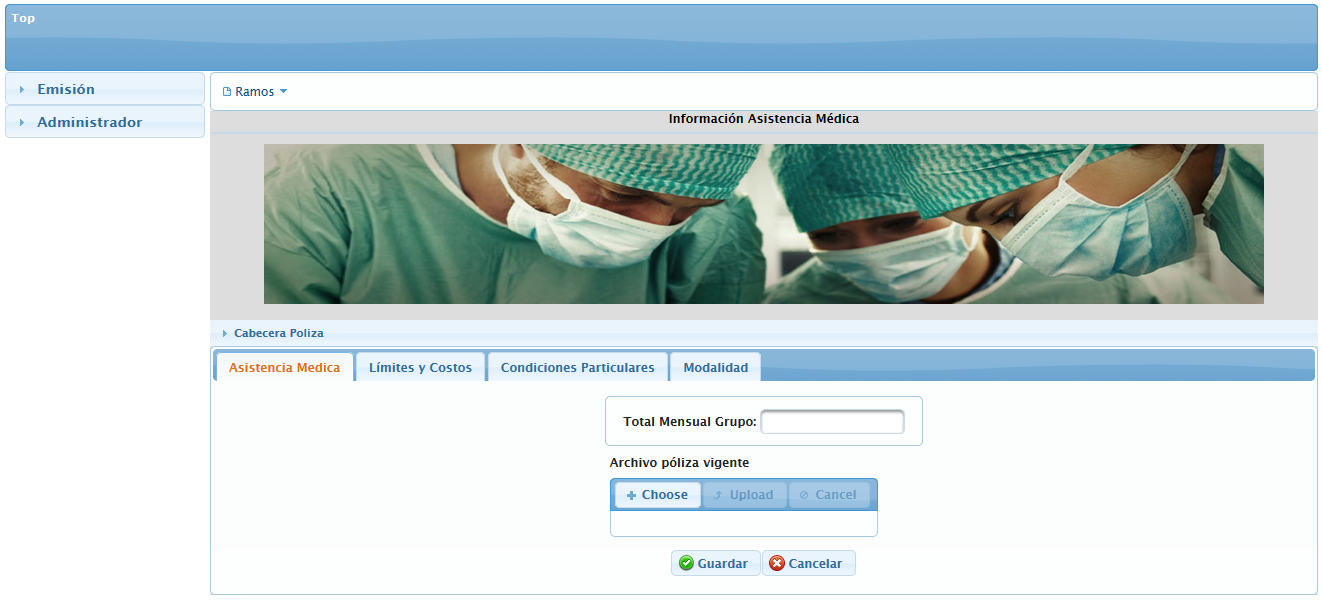 Top
Emisión
Administrador
Ramos
Información Asistencia Médica
Cabecera Poliza
Asistencia Medica Límites y Costos Condiciones Particulares Modalidad
Total Mensual Grupo:
Archivo póliza vigente
Choose Upload Cancel
Guardar Cancelar